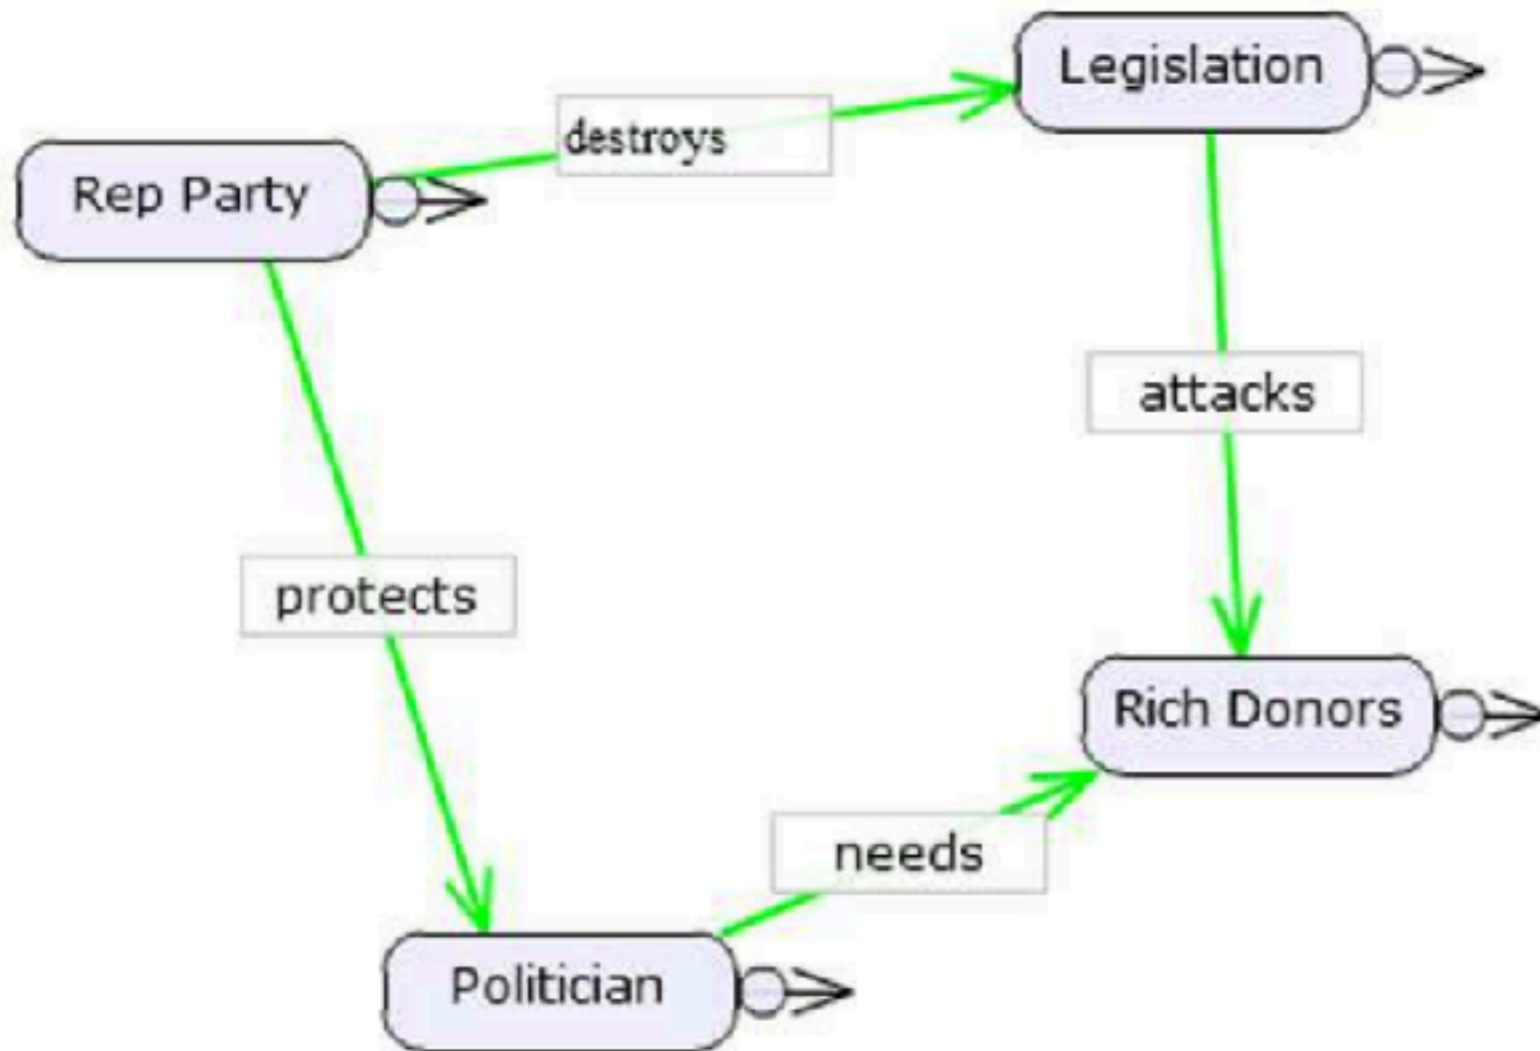 Legislation
destroys
Rep Party
attacks
protects
Rich Donors
needs
Politician